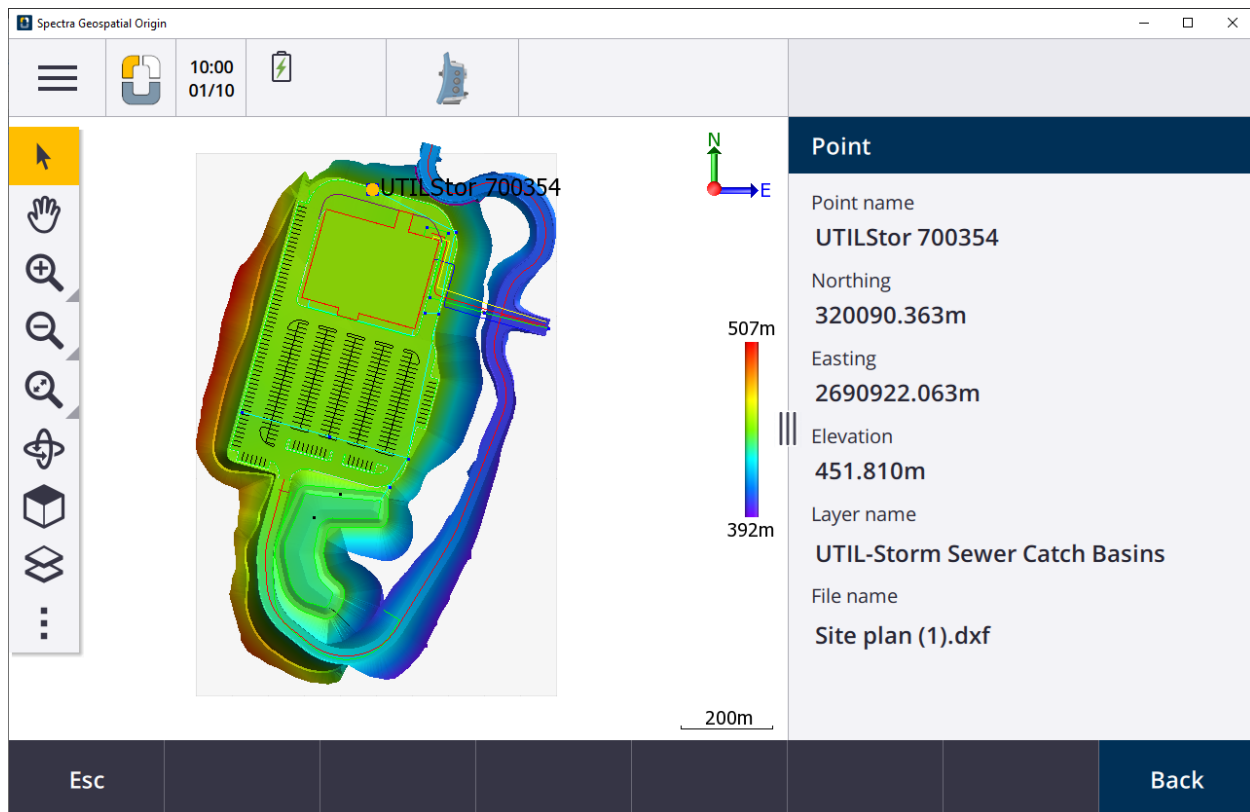 Spectra Geospatial Origin
10:00
01/10
N
E
UTILStor 700354
507m
392m
200m
Point
Point name
UTILStor 700354
Northing
320090.363m
Easting
2690922.063m
Elevation
451.810m
Layer name
UTIL-Storm Sewer Catch Basins
File name
Site plan (1).dxf
Esc
Back